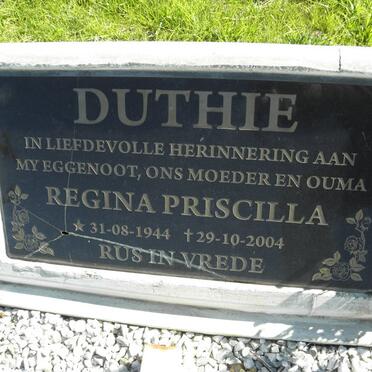 DUTHIE
IN LIEFDEVOLLE HERINNERING AAN
MY EGGENOOT, ONS MOEDER EN OUMA
REGINA PRISCILLA
★ 31-08-1944 † 29-10-2004
RUS IN VREDE